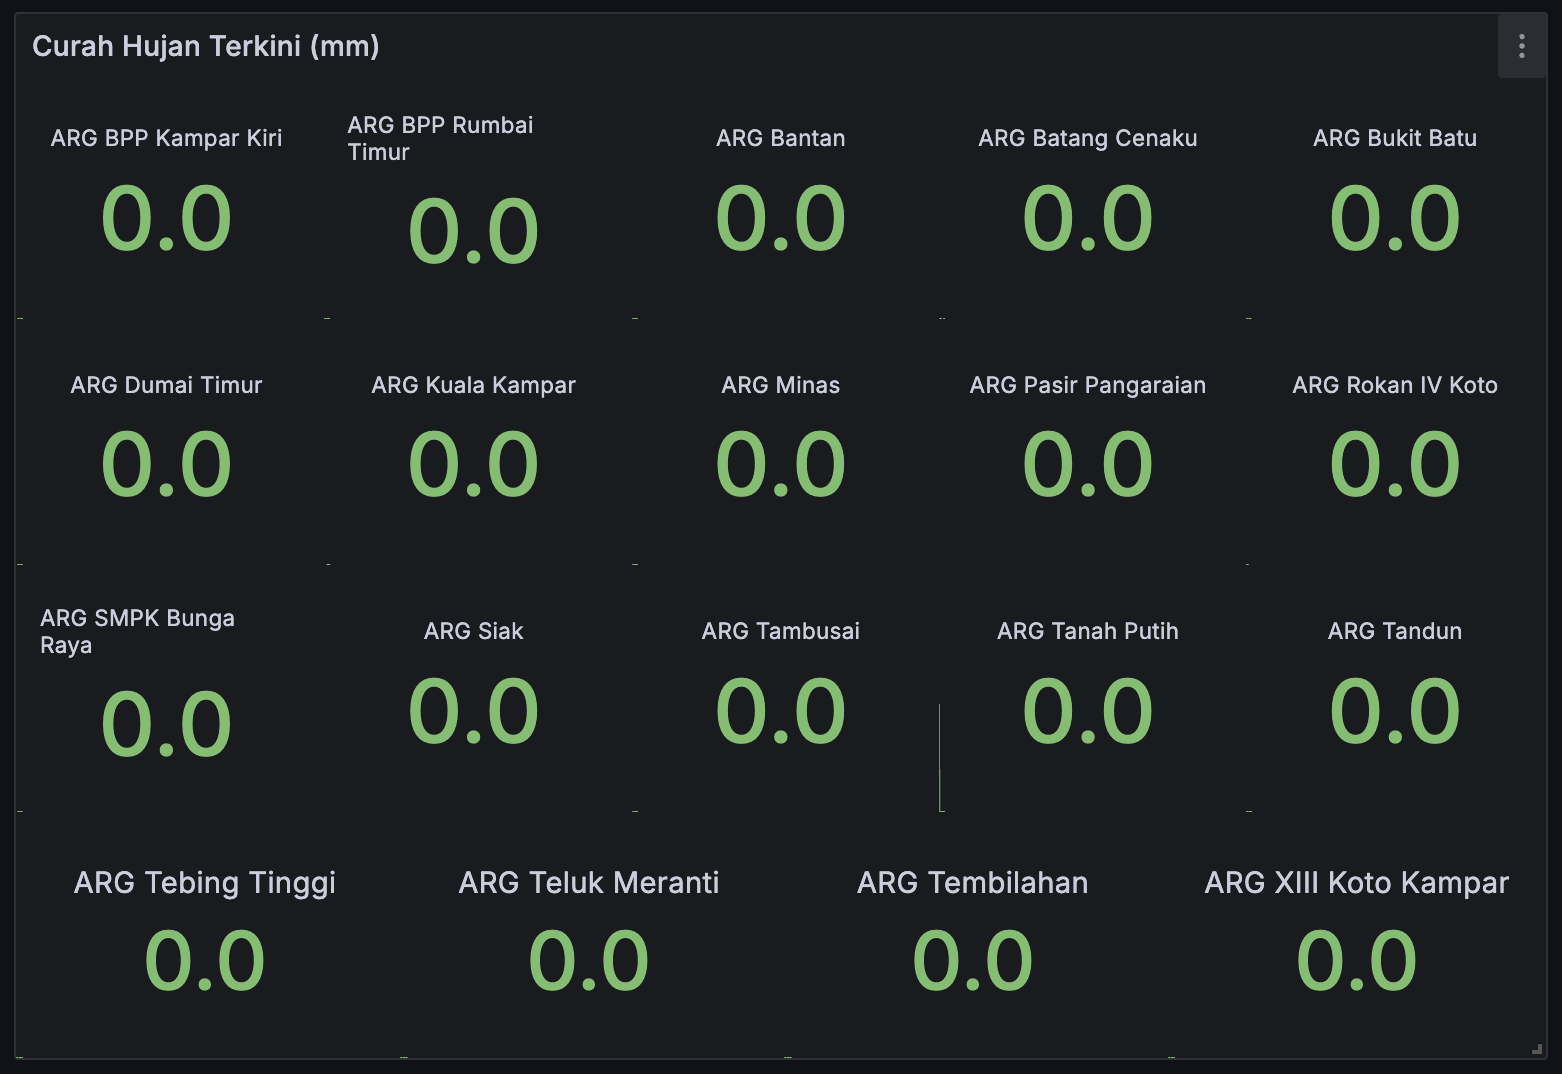 Curah Hujan Terkini (mm)
ARG BPP Kampar Kiri
0.0
ARG BPP Rumbai
Timur
0.0
ARG Bantan
0.0
ARG Batang Cenaku
0.0
ARG Bukit Batu
0.0
ARG Dumai Timur
0.0
ARG Kuala Kampar
0.0
ARG Minas
0.0
ARG Pasir Pangaraian
0.0
ARG Rokan IV Koto
0.0
ARG SMPK Bunga
Raya
0.0
ARG Siak
0.0
ARG Tambusai
0.0
ARG Tanah Putih
0.0
ARG Tandun
0.0
ARG Tebing Tinggi
0.0
ARG Teluk Meranti
0.0
ARG Tembilahan
0.0
ARG XIII Koto Kampar
0.0